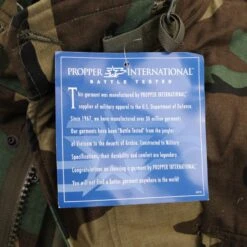 PROPPER INTERNATIONAL
BATTLE TESTED
This garment was manufactured by PROPPER INTERNATIONAL,
supplier of military apparel to the U.S. Department of Defense.
Since 1967, we have manufactured over 50 million garments.
Our garments have been "Battle Tested" from the jungles
of Vietnam to the deserts of Arabia. Constructed to Military
Specifications, their durability and comfort are legendary.
Congratulations on choosing a garment by PROPPER INTERNATIONAL.
You will not find a better garment anywhere in the world!